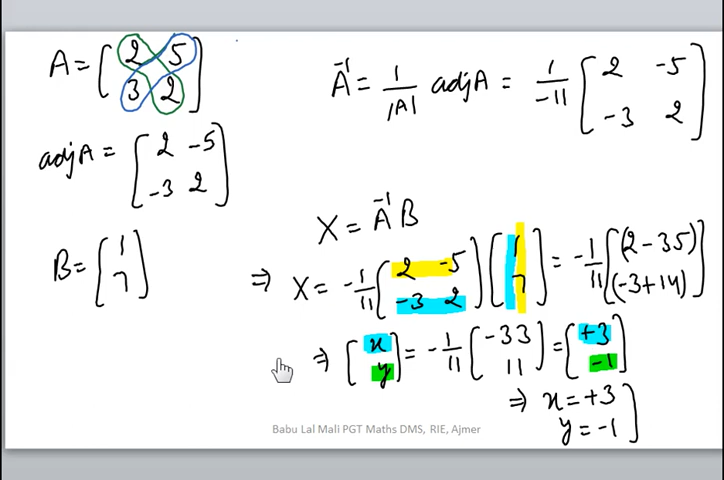 A = [2 5
3 2]
A⁻¹ = 1/|A| adjA = 1/-11 [2 -5
-3 2]
adjA = [2 -5
-3 2]
X = A⁻¹ B
B = [1
7]
⇒ X = -1/11 [2 -5
-3 2] [1
7] = -1/11 [(2-35)
(-3+14)]
⇒ [x
y] = -1/11 [-33
11] = [+3
-1]
⇒ x = +3
y = -1]
Babu Lal Mali PGT Maths DMS, RIE, Ajmer